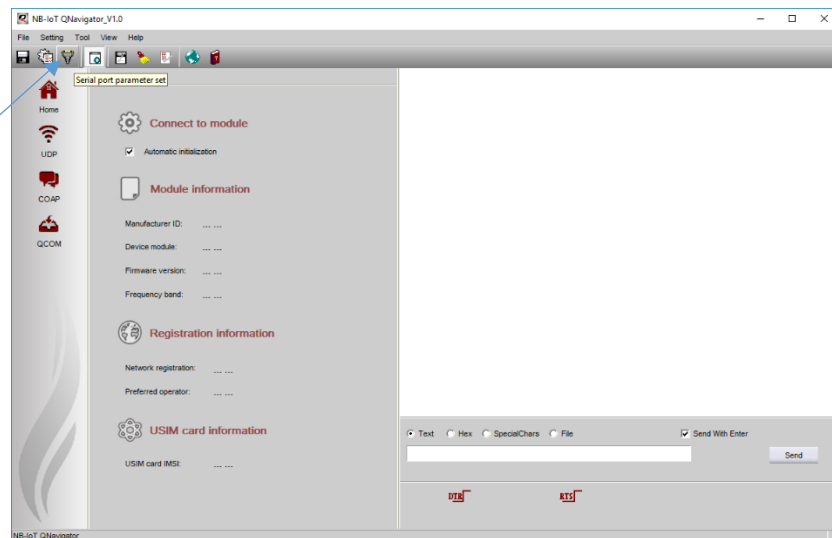 NB-IoT QNavigator_V1.0
File Setting Tool View Help
Serial port parameter set
Home
UDP
COAP
QCOM
Connect to module
Automatic initialization
Module information
Manufacturer ID: ... ...
Device module: ... ...
Firmware version: ... ...
Frequency band: ... ...
Registration information
Network registration: ... ...
Preferred operator: ... ...
USIM card information
USIM card IMSI: ... ...
Text Hex SpecialChars File Send With Enter
Send
DTR RTS
NB-IoT QNavigator